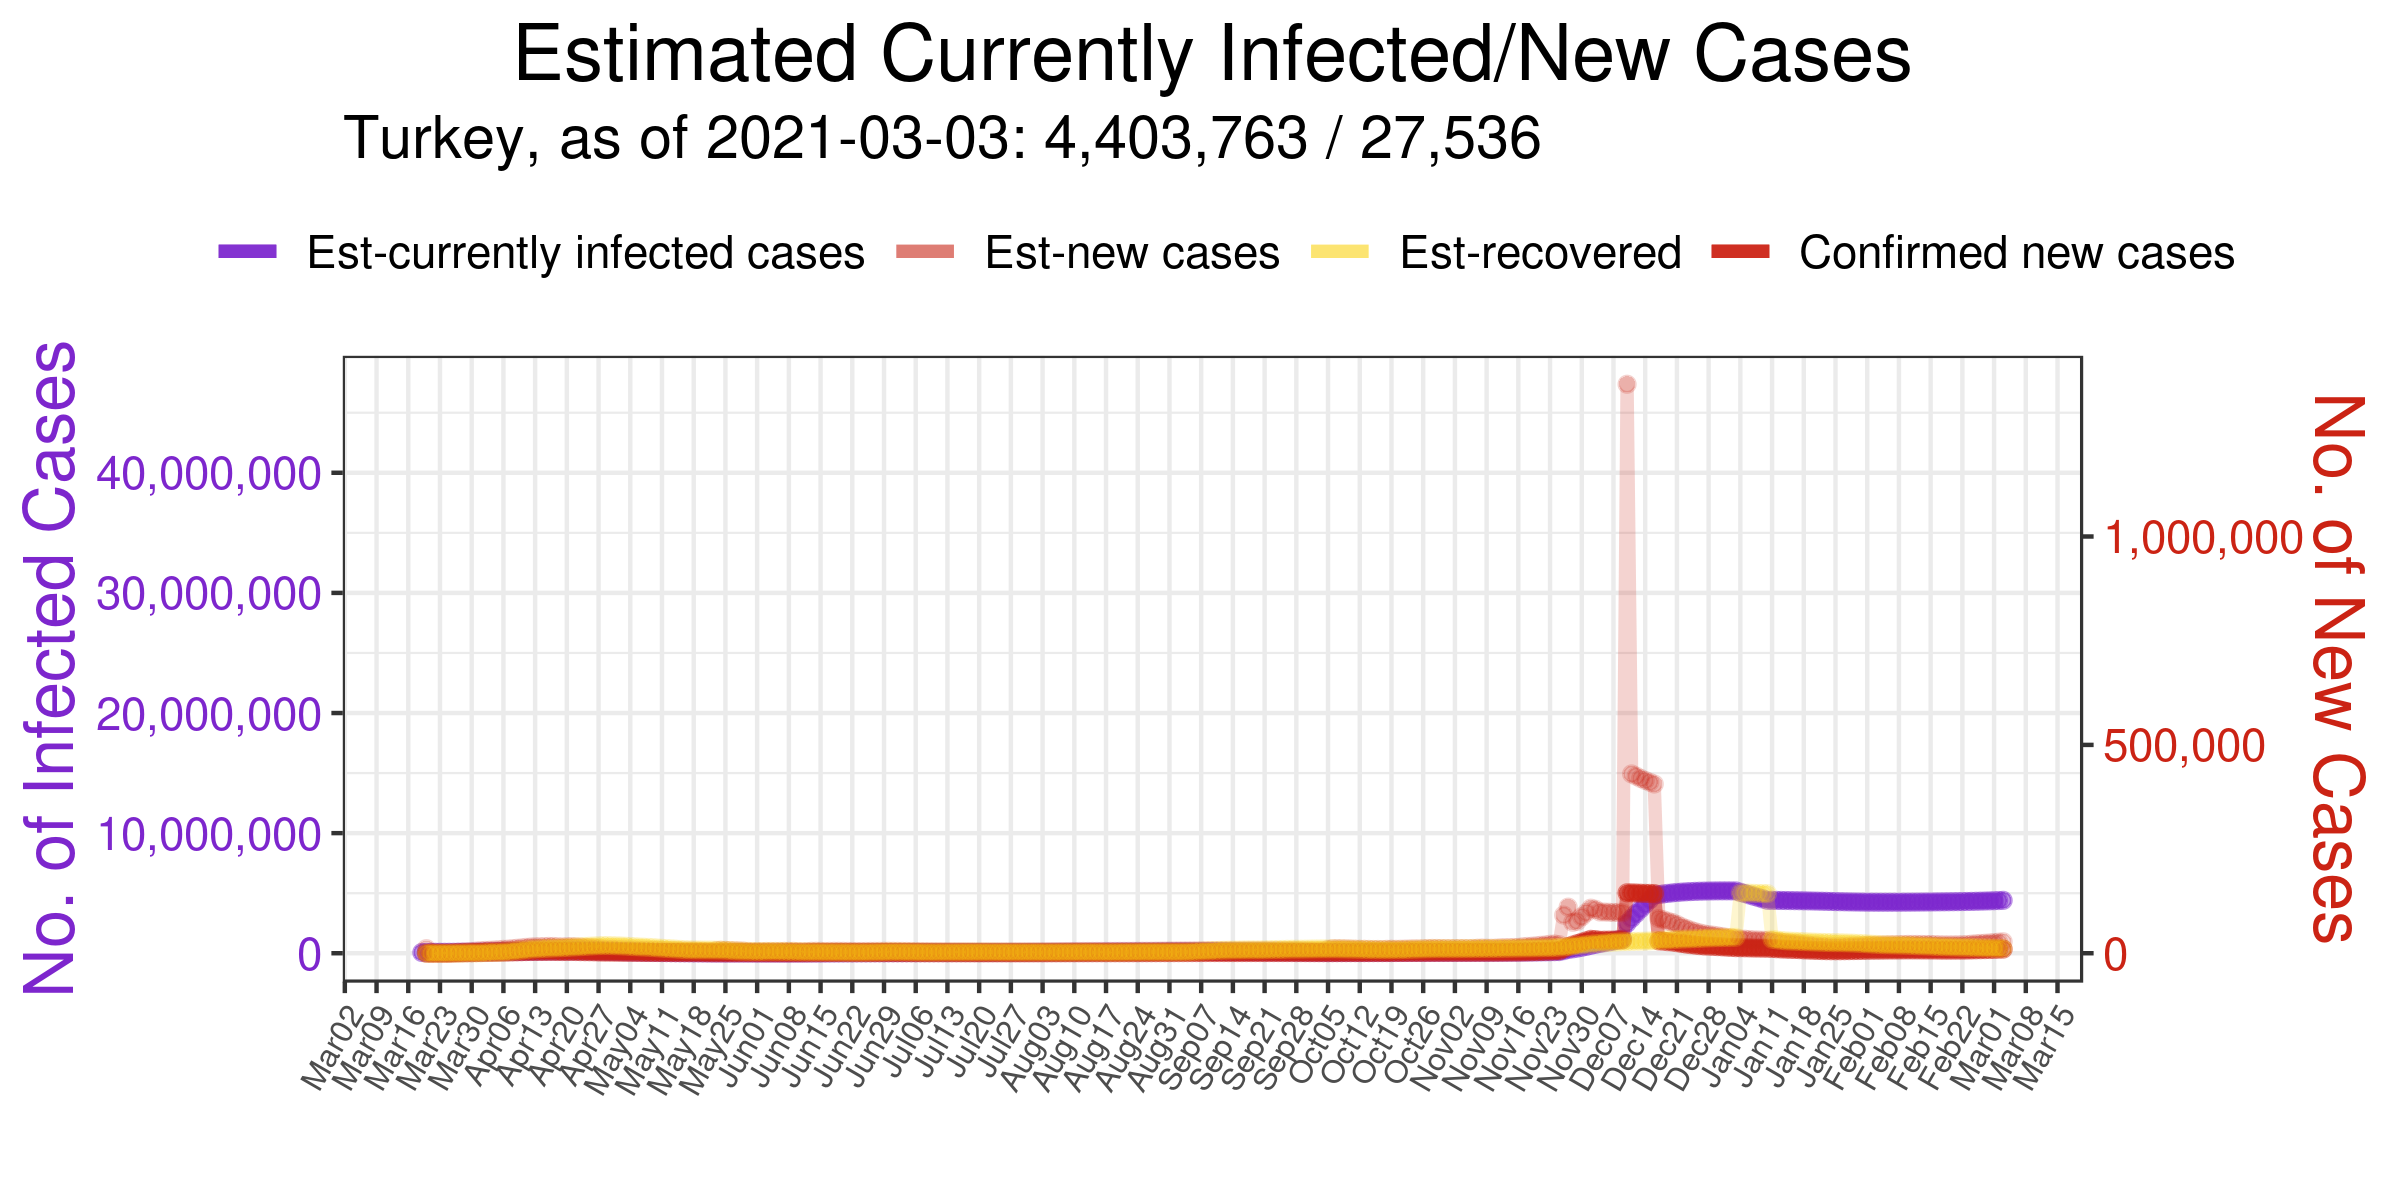 Estimated Currently Infected/New Cases
Turkey, as of 2021-03-03: 4,403,763 / 27,536
Est-currently infected cases Est-new cases Est-recovered Confirmed new cases
No. of Infected Cases
40,000,000
30,000,000
20,000,000
10,000,000
0
1,000,000
500,000
0
No. of New Cases
Mar02 Mar09 Mar16 Mar23 Mar30 Apr06 Apr13 Apr20 Apr27 May04 May11 May18 May25 Jun01 Jun08 Jun15 Jun22 Jun29 Jul06 Jul13 Jul20 Jul27 Aug03 Aug10 Aug17 Aug24 Aug31 Sep07 Sep14 Sep21 Sep28 Oct05 Oct12 Oct19 Oct26 Nov02 Nov09 Nov16 Nov23 Nov30 Dec07 Dec14 Dec21 Dec28 Jan04 Jan11 Jan18 Jan25 Feb01 Feb08 Feb15 Feb22 Mar01 Mar08 Mar15